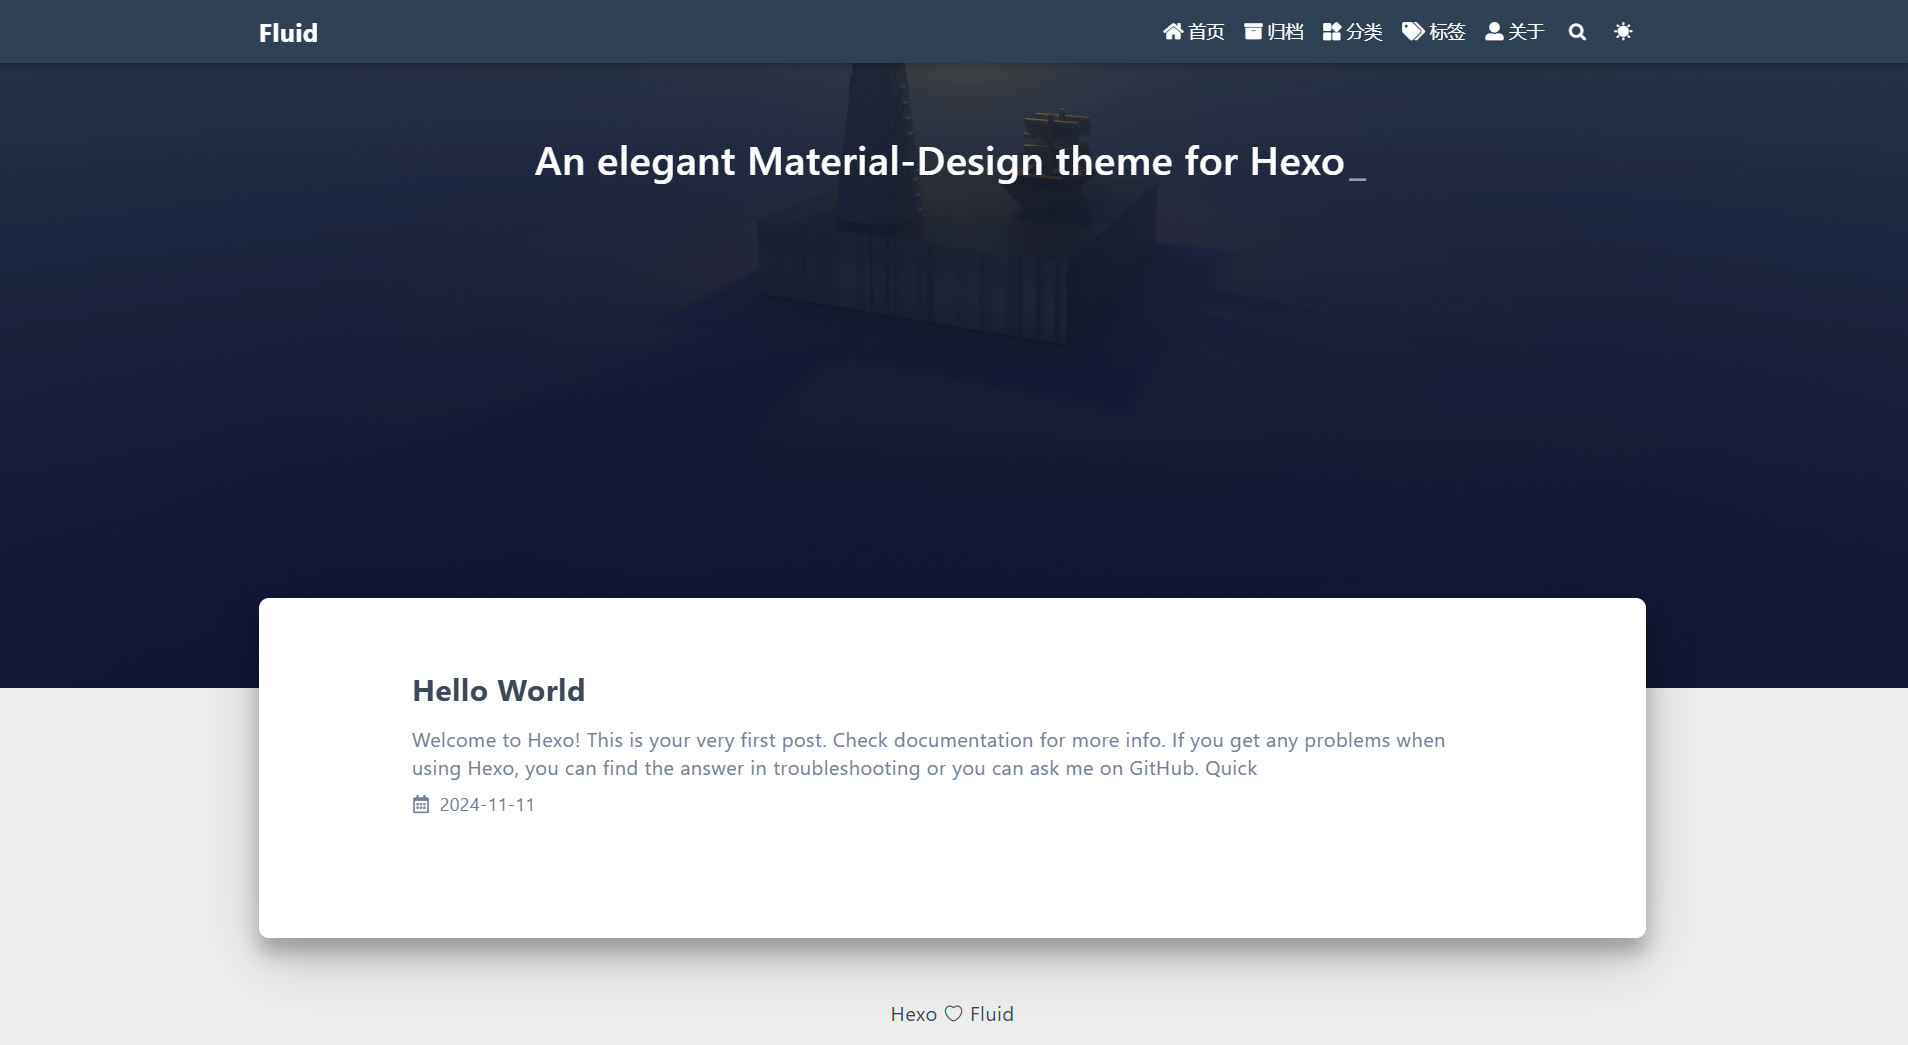 Fluid
首页 归档 分类 标签 关于
An elegant Material-Design theme for Hexo_
Hello World
Welcome to Hexo! This is your very first post. Check documentation for more info. If you get any problems when
using Hexo, you can find the answer in troubleshooting or you can ask me on GitHub. Quick
2024-11-11
Hexo ♡ Fluid